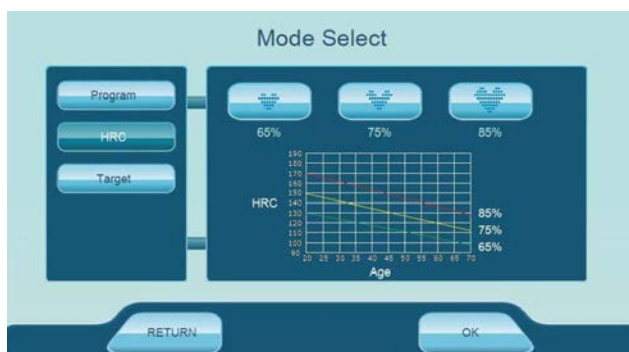 Mode Select
Program
HRC
Target
65%
75%
85%
190
180
170
160
150
140
130
120
110
100
90
HRC
85%
75%
65%
20 25 30 35 40 45 50 55 60 65 70
Age
RETURN
OK